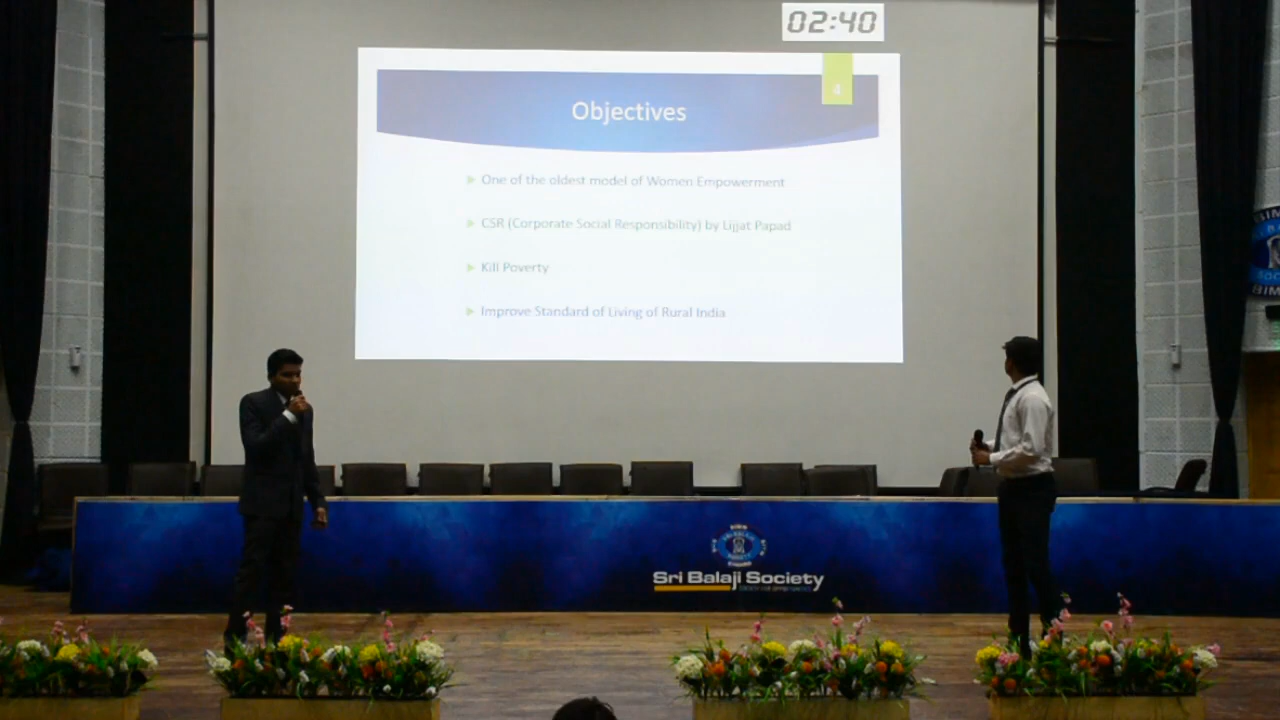 02:40
4
Objectives
One of the oldest model of Women Empowerment
CSR (Corporate Social Responsibility) by Lijjat Papad
Kill Poverty
Improve Standard of Living of Rural India
Sri Balaji Society